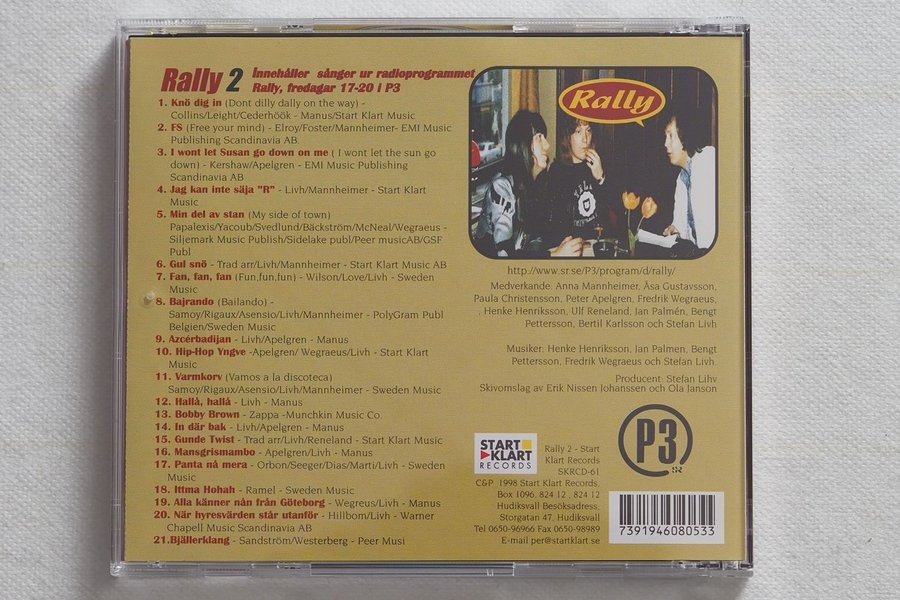 Rally 2 Innehåller sånger ur radioprogrammet
Rally, fredagar 17-20 i P3
1. Knö dig in (Dont dilly dally on the way) -
Collins/Leight/Cederhöök - Manus/Start Klart Music
2. FS (Free your mind) - Elroy/Foster/Mannheimer- EMI Music
Publishing Scandinavia AB.
3. I wont let Susan go down on me ( I wont let the sun go
down) - Kershaw/Apelgren - EMI Music Publishing
Scandinavia AB
4. Jag kan inte säja "R" - Livh/Mannheimer - Start Klart
Music
5. Min del av stan (My side of town)
Papalexis/Yacoub/Svedlund/Bäckström/McNeal/Wegraeus -
Siljemark Music Publish/Sidelake publ/Peer musicAB/GSF
Publ
6. Gul snö - Trad arr/Livh/Mannheimer - Start Klart Music AB
7. Fan, fan, fan (Fun,fun,fun) - Wilson/Love/Livh - Sweden
Music
8. Bajrando (Bailando) -
Samoy/Rigaux/Asensio/Livh/Mannheimer - PolyGram Publ
Belgien/Sweden Music
9. Azcérbadijan - Livh/Apelgren - Manus
10. Hip-Hop Yngve -Apelgren/ Wegraeus/Livh - Start Klart
Music
11. Varmkorv (Vamos a la discoteca)
Samoy/Rigaux/Asensio/Livh/Mannheimer - Sweden Music
12. Hallå, hallå - Livh - Manus
13. Bobby Brown - Zappa -Munchkin Music Co.
14. In där bak - Livh/Apelgren - Manus
15. Gunde Twist - Trad arr/Livh/Reneland - Start Klart Music
16. Mansgrismambo - Apelgren/Livh - Manus
17. Panta nå mera - Orbon/Seeger/Dias/Marti/Livh - Sweden
Music
18. Ittma Hohah - Ramel - Sweden Music
19. Alla känner nån från Göteborg - Wegreus/Livh - Manus
20. När hyresvärden står utanför - Hillbom/Livh - Warner
Chapell Music Scandinavia AB
21.Bjällerklang - Sandström/Westerberg - Peer Musi
Rally
http://www.sr.se/P3/program/d/rally/
Medverkande: Anna Mannheimer, Åsa Gustavsson,
Paula Christensson, Peter Apelgren, Fredrik Wegraeus,
, Henke Henriksson, Ulf Reneland, Jan Palmén, Bengt
Pettersson, Bertil Karlsson och Stefan Livh
Musiker: Henke Henriksson, Jan Palmen, Bengt
Pettersson, Fredrik Wegraeus och Stefan Livh.
Producent: Stefan Lihv
Skivomslag av Erik Nissen Johanssen och Ola Janson
START
KLART
RECORDS
Rally 2 - Start
Klart Records
SKRCD-61
C&P 1998 Start Klart Records,
Box 1096, 824 12 , 824 12
Hudiksvall Besöksadress,
Storgatan 47, Hudiksvall
Tel 0650-96966 Fax 0650-98989
E-mail per@startklart.se
P3
SR
7391946080533